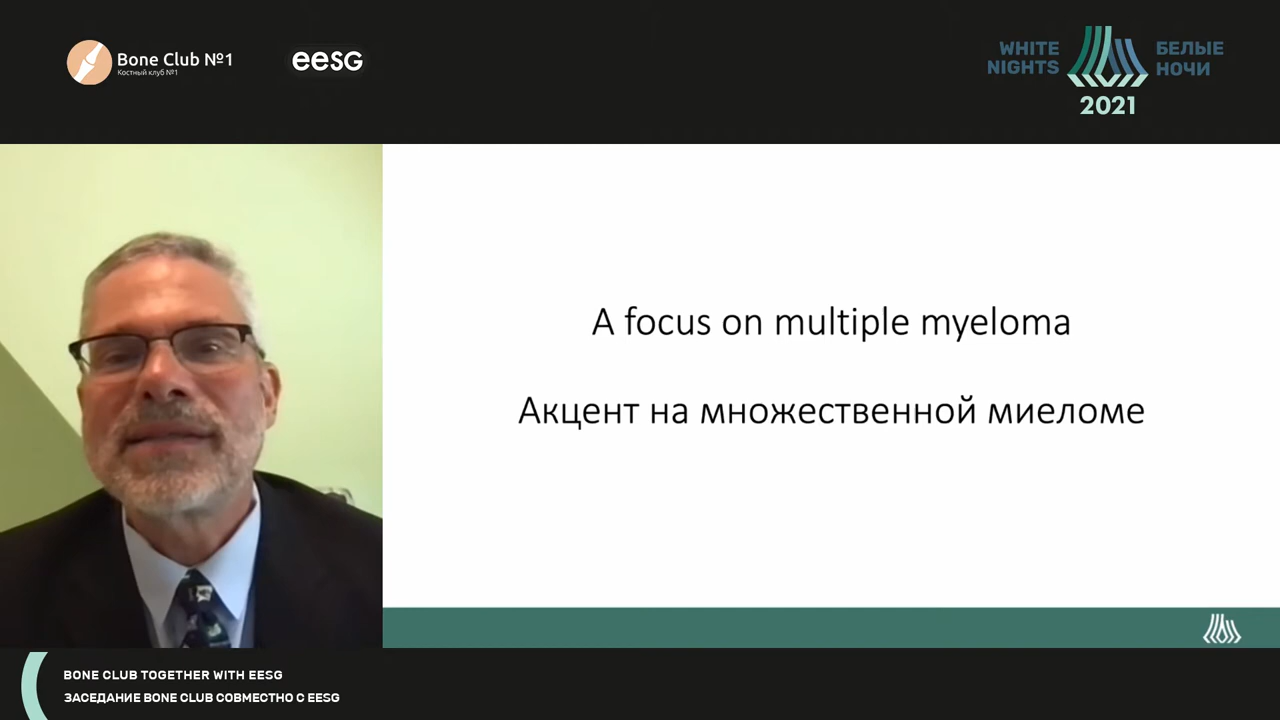 Bone Club №1
Костный клуб №1
eesg
WHITE NIGHTS
БЕЛЫЕ НОЧИ
2021
A focus on multiple myeloma
Акцент на множественной миеломе
BONE CLUB TOGETHER WITH EESG
ЗАСЕДАНИЕ BONE CLUB СОВМЕСТНО С EESG